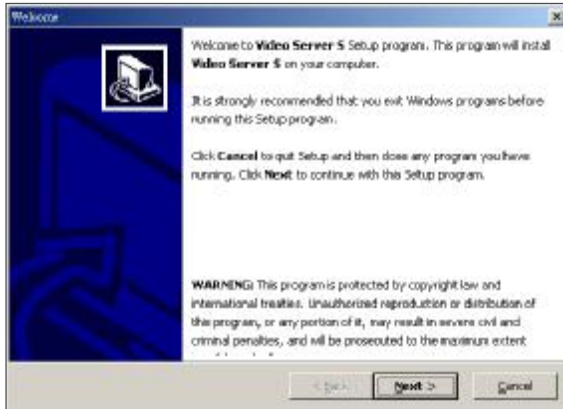 Welcome
Welcome to Video Server S Setup program. This program will install
Video Server S on your computer.
It is strongly recommended that you exit Windows programs before
running this Setup program.
Click Cancel to quit Setup and then close any program you have
running. Click Next to continue with this Setup program.
WARNING: This program is protected by copyright law and
international treaties. Unauthorized reproduction or distribution of
this program, or any portion of it, may result in severe civil and
criminal penalties, and will be prosecuted to the maximum extent
< Back
Next >
Cancel